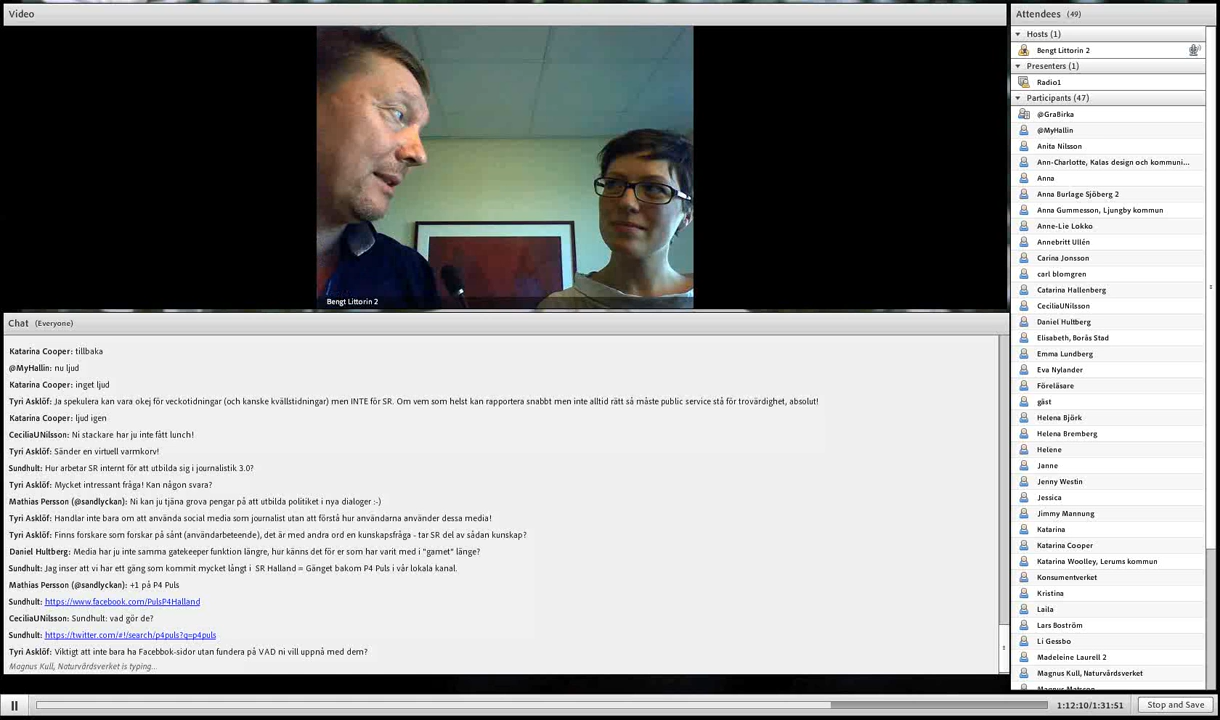 Video
Bengt Littorin 2
Chat (Everyone)
Katarina Cooper: tillbaka
@MyHallin: nu ljud
Katarina Cooper: inget ljud
Tyri Asklöf: Ja spekulera kan vara okej för veckotidningar (och kanske kvällstidningar) men INTE för SR. Om vem som helst kan rapportera snabbt men inte alltid rätt så måste public service stå för trovärdighet, absolut!
Katarina Cooper: ljud igen
CeciliaUNilsson: Ni stackare har ju inte fått lunch!
Tyri Asklöf: Sänder en virtuell varmkorv!
Sundhult: Hur arbetar SR internt för att utbilda sig i journalistik 3.0?
Tyri Asklöf: Mycket intressant fråga! Kan någon svara?
Mathias Persson (@sandlyckan): Ni kan ju tjäna grova pengar på att utbilda politiket i nya dialoger :-)
Tyri Asklöf: Handlar inte bara om att använda social media som journalist utan att förstå hur användarna använder dessa media!
Tyri Asklöf: Finns forskare som forskar på sånt (användarbeteende), det är med andra ord en kunskapsfråga - tar SR del av sådan kunskap?
Daniel Hultberg: Media har ju inte samma gatekeeper funktion längre, hur känns det för er som har varit med i "gamet" länge?
Sundhult: Jag inser att vi har ett gäng som kommit mycket långt i SR Halland = Gänget bakom P4 Puls i vår lokala kanal.
Mathias Persson (@sandlyckan): +1 på P4 Puls
Sundhult: https://www.facebook.com/PulsP4Halland
CeciliaUNilsson: Sundhult: vad gör de?
Sundhult: https://twitter.com/#!/search/p4puls?q=p4puls
Tyri Asklöf: Viktigt att inte bara ha Facebbok-sidor utan fundera på VAD ni vill uppnå med dem?
Magnus Kull, Naturvårdsverket is typing...
Attendees (49)
Hosts (1)
Bengt Littorin 2
Presenters (1)
Radio1
Participants (47)
@GraBirka
@MyHallin
Anita Nilsson
Ann-Charlotte, Kalas design och kommuni...
Anna
Anna Burlage Sjöberg 2
Anna Gummesson, Ljungby kommun
Anne-Lie Lokko
Annebritt Ullén
Carina Jonsson
carl blomgren
Catarina Hallenberg
CeciliaUNilsson
Daniel Hultberg
Elisabeth, Borås Stad
Emma Lundberg
Eva Nylander
Föreläsare
gäst
Helena Björk
Helena Bremberg
Helene
Janne
Jenny Westin
Jessica
Jimmy Mannung
Katarina
Katarina Cooper
Katarina Woolley, Lerums kommun
Konsumentverket
Kristina
Laila
Lars Boström
Li Gessbo
Madeleine Laurell 2
Magnus Kull, Naturvårdsverket
1:12:10/1:31:51
Stop and Save